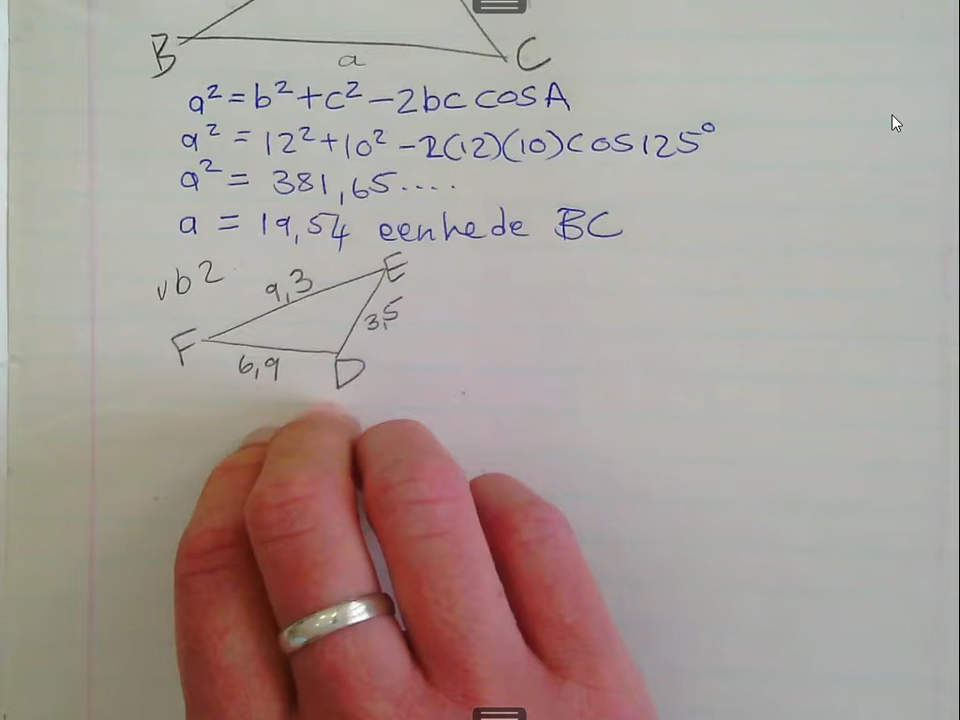 B a C
a² = b² + c² - 2bc cos A
a² = 12² + 10² - 2(12)(10)cos 125°
a² = 381,65....
a = 19,54 eenhede BC
vb 2
9,3 E
3,5
F 6,9 D